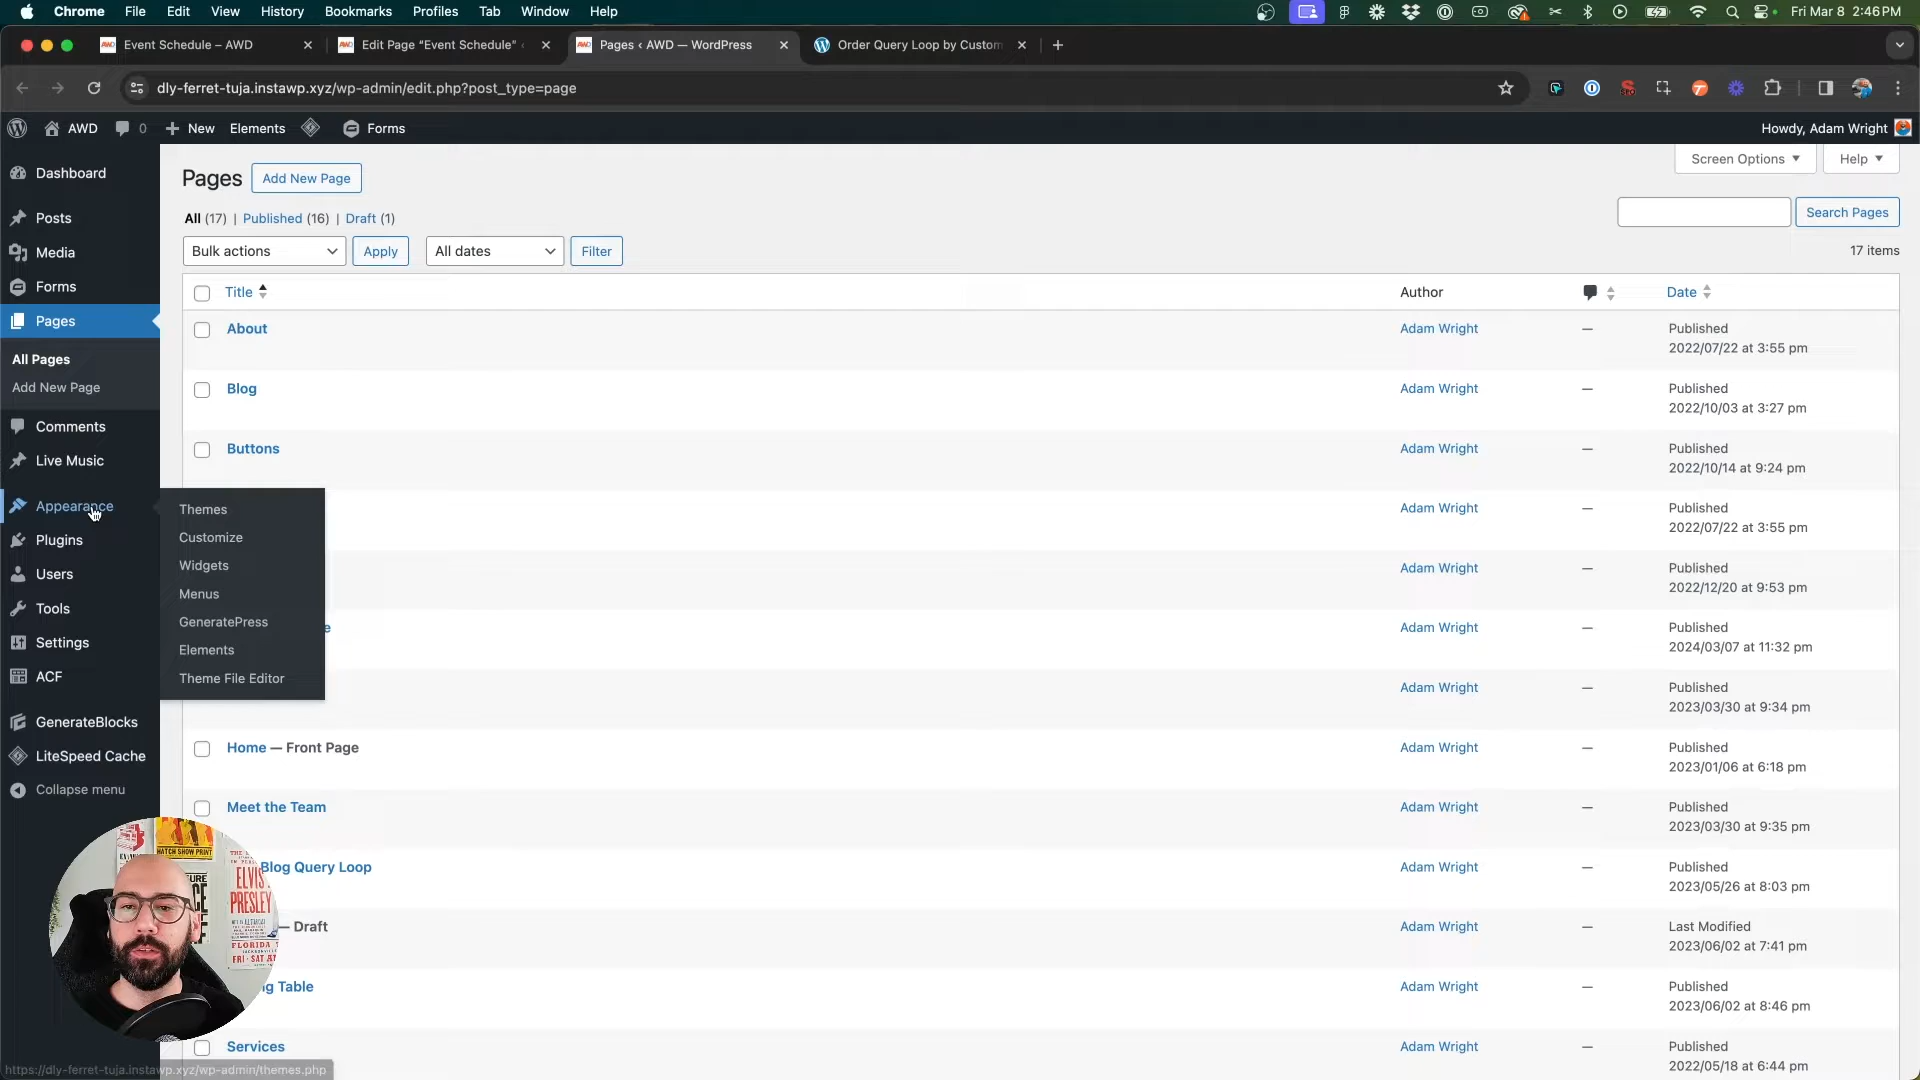 Chrome File Edit View History Bookmarks Profiles Tab Window Help Fri Mar 8 2:46 PM
Event Schedule – AWD Edit Page "Event Schedule" Pages ‹ AWD — WordPress Order Query Loop by Custom
dly-ferret-tuja.instawp.xyz/wp-admin/edit.php?post_type=page
AWD 0 New Elements Forms Howdy, Adam Wright
Dashboard
Posts
Media
Forms
Pages
All Pages
Add New Page
Comments
Live Music
Appearance
Plugins
Users
Tools
Settings
ACF
GenerateBlocks
LiteSpeed Cache
Collapse menu
Themes
Customize
Widgets
Menus
GeneratePress
Elements
Theme File Editor
Pages Add New Page Screen Options Help
All (17) | Published (16) | Draft (1)
Search Pages
Bulk actions Apply All dates Filter 17 items
Title Author Date
About Adam Wright — Published
2022/07/22 at 3:55 pm
Blog Adam Wright — Published
2022/10/03 at 3:27 pm
Buttons Adam Wright — Published
2022/10/14 at 9:24 pm
Adam Wright — Published
2022/07/22 at 3:55 pm
Adam Wright — Published
2022/12/20 at 9:53 pm
e Adam Wright — Published
2024/03/07 at 11:32 pm
Adam Wright — Published
2023/03/30 at 9:34 pm
Home — Front Page Adam Wright — Published
2023/01/06 at 6:18 pm
Meet the Team Adam Wright — Published
2023/03/30 at 9:35 pm
Blog Query Loop Adam Wright — Published
2023/05/26 at 8:03 pm
— Draft Adam Wright — Last Modified
2023/06/02 at 7:41 pm
g Table Adam Wright — Published
2023/06/02 at 8:46 pm
Services Adam Wright — Published
2022/05/18 at 6:44 pm
HATCH SHOW PRINT
ELVIS
PRESLEY
FLORIDA
https://dly-ferret-tuja.instawp.xyz/wp-admin/themes.php